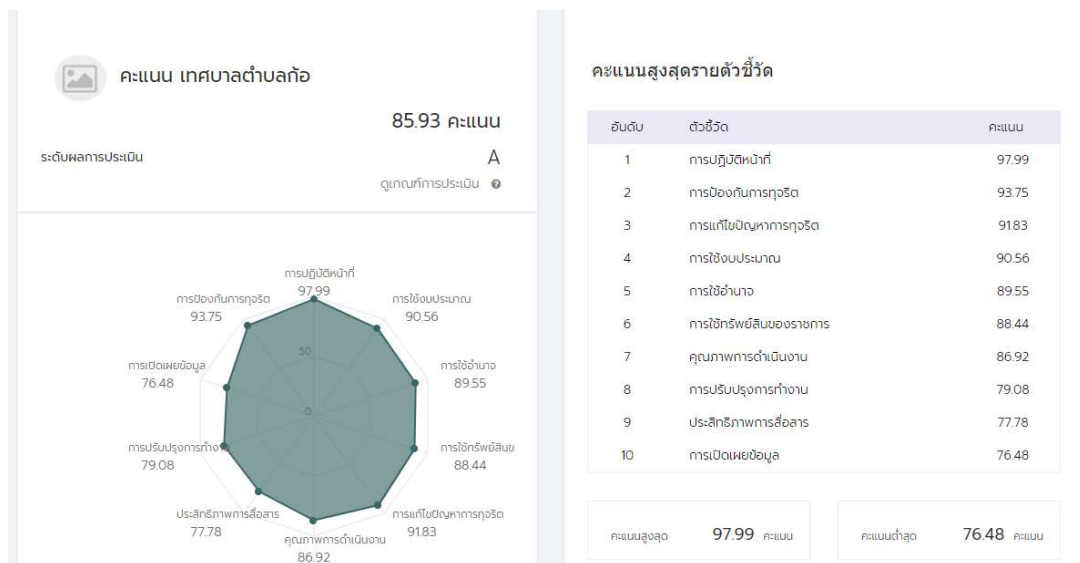 คะแนน เทศบาลตำบลก้อ
85.93 คะแนน
ระดับผลการประเมิน A
ดูเกณฑ์การประเมิน
การปฏิบัติหน้าที่
97.99
การป้องกันการทุจริต
93.75
การใช้งบประมาณ
90.56
การเปิดเผยข้อมูล
76.48
50
การใช้อำนาจ
89.55
0
การปรับปรุงการทำงาน
79.08
การใช้ทรัพย์สินข
88.44
ประสิทธิภาพการสื่อสาร
77.78
การแก้ไขปัญหาการทุจริต
91.83
คุณภาพการดำเนินงาน
86.92
คะแนนสูงสุดรายตัวชี้วัด
อันดับ ตัวชี้วัด คะแนน
1 การปฏิบัติหน้าที่ 97.99
2 การป้องกันการทุจริต 93.75
3 การแก้ไขปัญหาการทุจริต 91.83
4 การใช้งบประมาณ 90.56
5 การใช้อำนาจ 89.55
6 การใช้ทรัพย์สินของราชการ 88.44
7 คุณภาพการดำเนินงาน 86.92
8 การปรับปรุงการทำงาน 79.08
9 ประสิทธิภาพการสื่อสาร 77.78
10 การเปิดเผยข้อมูล 76.48
คะแนนสูงสุด 97.99 คะแนน
คะแนนต่ำสุด 76.48 คะแนน